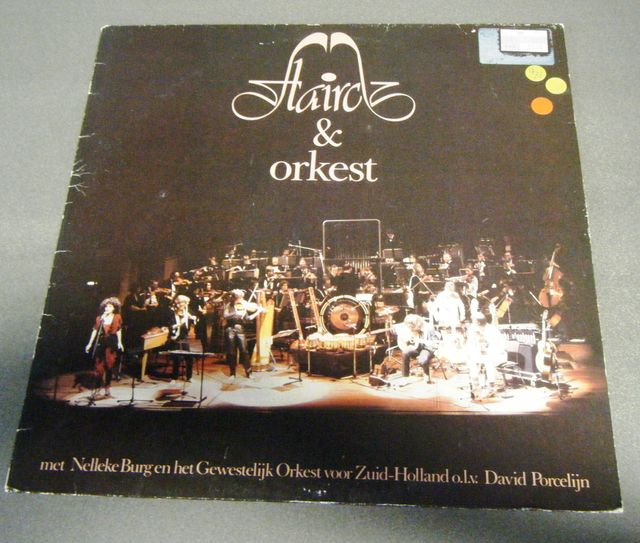 flairck
&
orkest
met Nelleke Burg en het Gewestelijk Orkest voor Zuid-Holland o.l.v. David Porcelijn